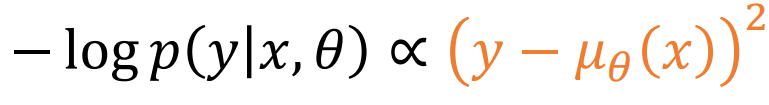 − log p(y|x, θ) ∝ (y − μ_θ(x))²